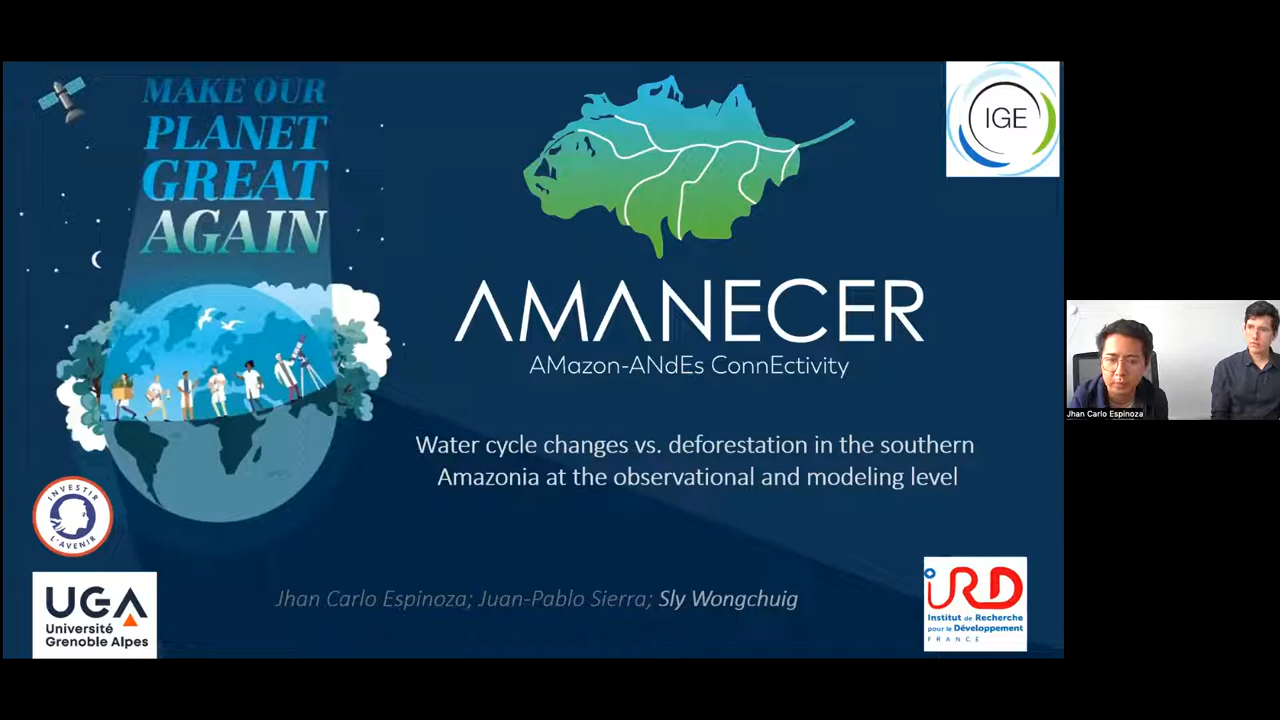 MAKE OUR
PLANET
GREAT
AGAIN
IGE
AMANECER
AMazon-ANdEs ConnEctivity
Water cycle changes vs. deforestation in the southern
Amazonia at the observational and modeling level
Jhan Carlo Espinoza
INVESTIR
L'AVENIR
Jhan Carlo Espinoza; Juan-Pablo Sierra; Sly Wongchuig
UGA
Université
Grenoble Alpes
iRD
Institut de Recherche
pour le Développement
FRANCE